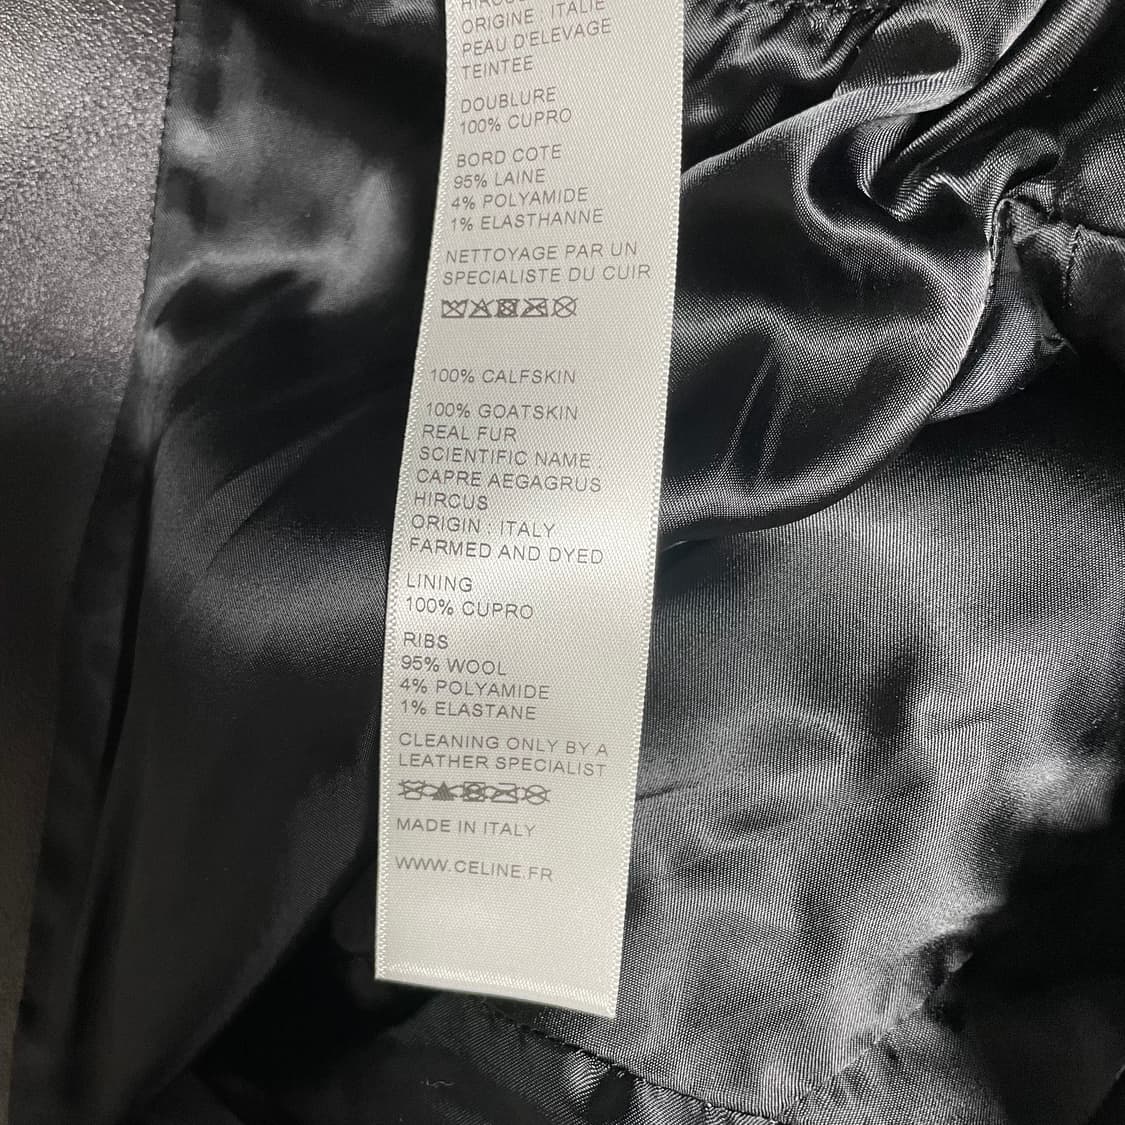 HIRCUS
ORIGINE : ITALIE
PEAU D'ELEVAGE
TEINTEE
DOUBLURE
100% CUPRO
BORD COTE
95% LAINE
4% POLYAMIDE
1% ELASTHANNE
NETTOYAGE PAR UN
SPECIALISTE DU CUIR
100% CALFSKIN
100% GOATSKIN
REAL FUR
SCIENTIFIC NAME :
CAPRE AEGAGRUS
HIRCUS
ORIGIN : ITALY
FARMED AND DYED
LINING
100% CUPRO
RIBS
95% WOOL
4% POLYAMIDE
1% ELASTANE
CLEANING ONLY BY A
LEATHER SPECIALIST
MADE IN ITALY
WWW.CELINE.FR